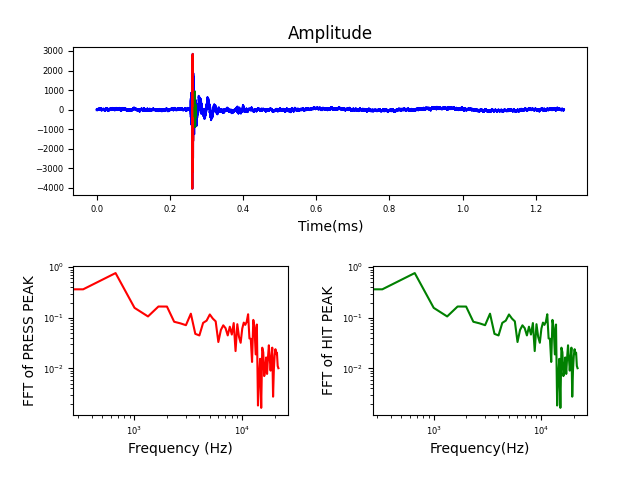 Amplitude
3000
2000
1000
0
−1000
−2000
−3000
−4000
0.0 0.2 0.4 0.6 0.8 1.0 1.2
Time(ms)
FFT of PRESS PEAK
10⁰
10⁻¹
10⁻²
10³ 10⁴
Frequency (Hz)
FFT of HIT PEAK
10⁰
10⁻¹
10⁻²
10³ 10⁴
Frequency(Hz)